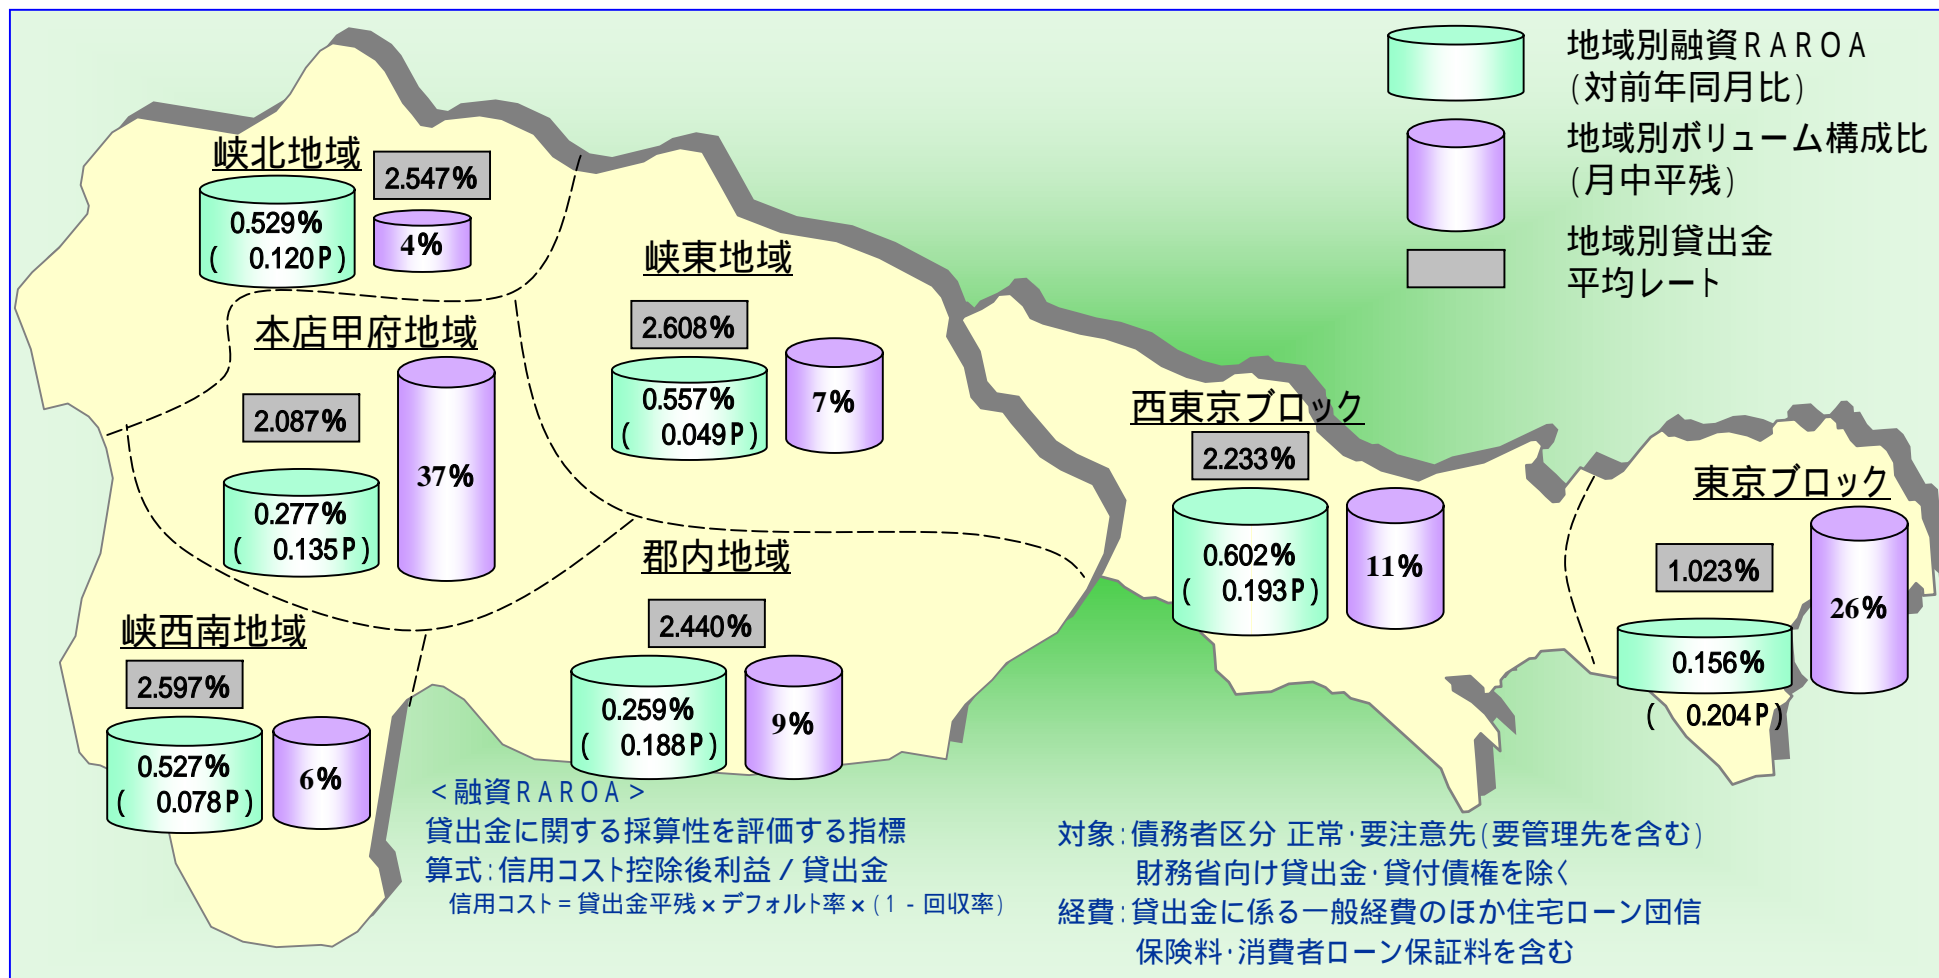 地域別融資RAROA
(対前年同月比)
地域別ボリューム構成比
(月中平残)
地域別貸出金
平均レート
峡北地域
2.547%
0.529%
( 0.120P)
4%
峡東地域
2.608%
0.557%
( 0.049P)
7%
本店甲府地域
2.087%
0.277%
( 0.135P)
37%
西東京ブロック
2.233%
0.602%
( 0.193P)
11%
東京ブロック
1.023%
0.156%
( 0.204P)
26%
郡内地域
2.440%
0.259%
( 0.188P)
9%
峡西南地域
2.597%
0.527%
( 0.078P)
6%
<融資RAROA>
貸出金に関する採算性を評価する指標
算式:信用コスト控除後利益/貸出金
信用コスト=貸出金平残×デフォルト率×(1-回収率)
対象:債務者区分 正常・要注意先(要管理先を含む)
財務省向け貸出金・貸付債権を除く
経費:貸出金に係る一般経費のほか住宅ローン団信
保険料・消費者ローン保証料を含む